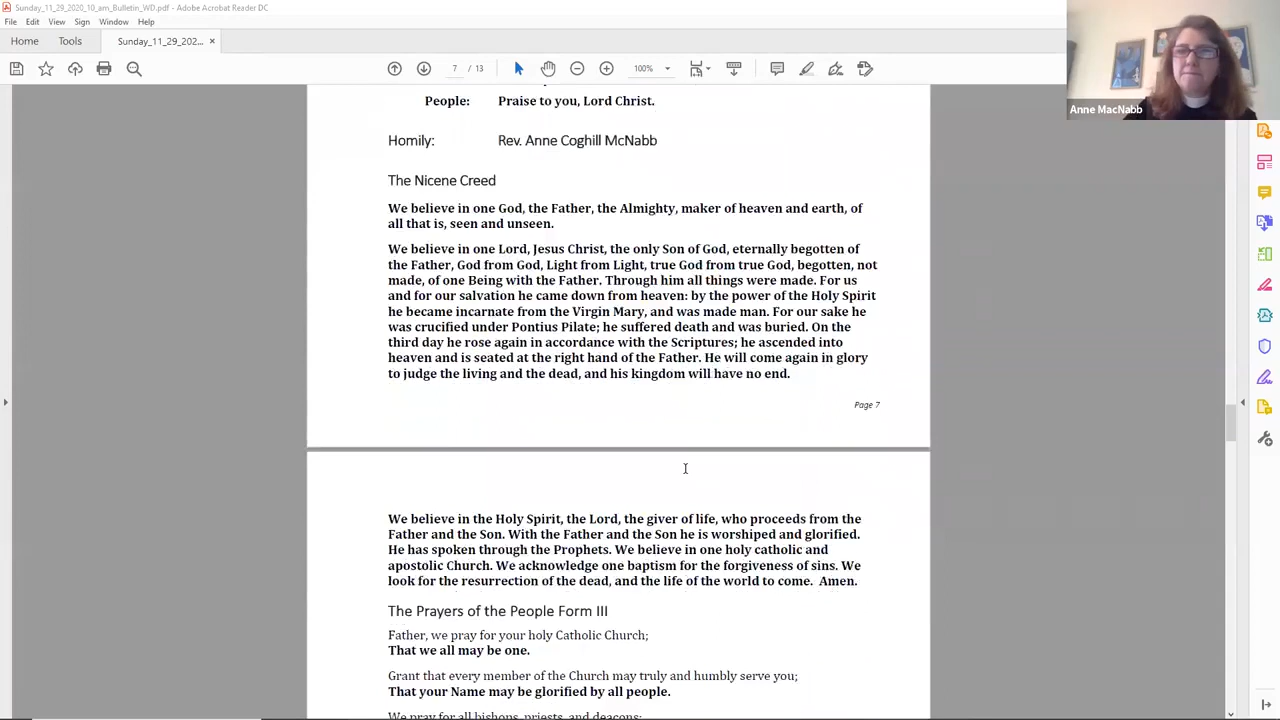 Sunday_11_29_2020_10_am_Bulletin_WD.pdf - Adobe Acrobat Reader DC
File Edit View Sign Window Help
Home Tools Sunday_11_29_202... ×
7 / 13 100%
Anne MacNabb
People: Praise to you, Lord Christ.
Homily: Rev. Anne Coghill McNabb
The Nicene Creed
We believe in one God, the Father, the Almighty, maker of heaven and earth, of
all that is, seen and unseen.
We believe in one Lord, Jesus Christ, the only Son of God, eternally begotten of
the Father, God from God, Light from Light, true God from true God, begotten, not
made, of one Being with the Father. Through him all things were made. For us
and for our salvation he came down from heaven: by the power of the Holy Spirit
he became incarnate from the Virgin Mary, and was made man. For our sake he
was crucified under Pontius Pilate; he suffered death and was buried. On the
third day he rose again in accordance with the Scriptures; he ascended into
heaven and is seated at the right hand of the Father. He will come again in glory
to judge the living and the dead, and his kingdom will have no end.
Page 7
We believe in the Holy Spirit, the Lord, the giver of life, who proceeds from the
Father and the Son. With the Father and the Son he is worshiped and glorified.
He has spoken through the Prophets. We believe in one holy catholic and
apostolic Church. We acknowledge one baptism for the forgiveness of sins. We
look for the resurrection of the dead, and the life of the world to come. Amen.
The Prayers of the People Form III
Father, we pray for your holy Catholic Church;
That we all may be one.
Grant that every member of the Church may truly and humbly serve you;
That your Name may be glorified by all people.
We pray for all bishops, priests, and deacons;